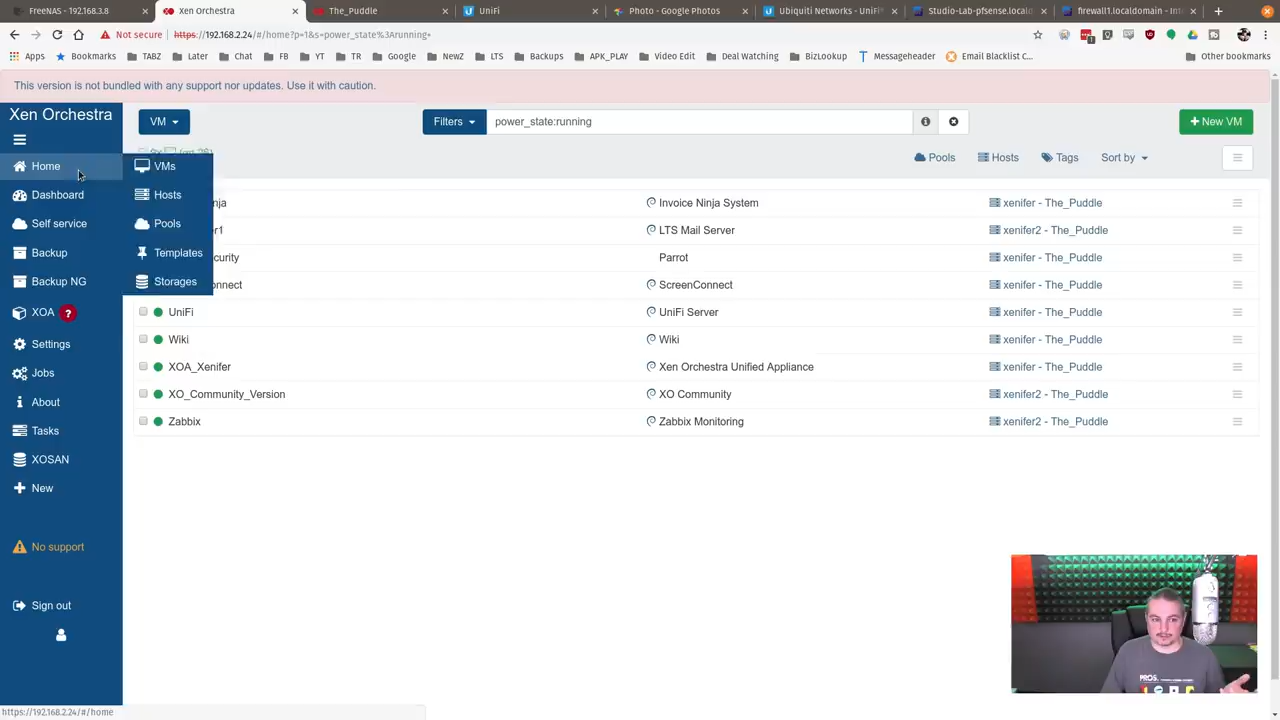 FreeNAS - 192.168.3.8
Xen Orchestra
The_Puddle
UniFi
Photo - Google Photos
Ubiquiti Networks - UniFi
Studio-Lab-pfsense.locald
firewall1.localdomain - Int
Not secure
https://192.168.2.24/#/home?p=1&s=power_state%3Arunning+
Apps
Bookmarks
TABZ
Later
Chat
FB
YT
TR
Google
NewZ
LTS
Backups
APK_PLAY
Video Edit
Deal Watching
BizLookup
Messageheader
Email Blacklist C...
Other bookmarks
This version is not bundled with any support nor updates. Use it with caution.
Xen Orchestra
VM
Filters
power_state:running
New VM
Home
VMs
Pools
Hosts
Tags
Sort by
Dashboard
Hosts
nja
Invoice Ninja System
xenifer - The_Puddle
Self service
Pools
r1
LTS Mail Server
xenifer2 - The_Puddle
Backup
Templates
curity
Parrot
xenifer - The_Puddle
Backup NG
Storages
onnect
ScreenConnect
xenifer - The_Puddle
XOA ?
UniFi
UniFi Server
xenifer - The_Puddle
Settings
Wiki
Wiki
xenifer - The_Puddle
Jobs
XOA_Xenifer
Xen Orchestra Unified Appliance
xenifer - The_Puddle
About
XO_Community_Version
XO Community
xenifer2 - The_Puddle
Tasks
Zabbix
Zabbix Monitoring
xenifer2 - The_Puddle
XOSAN
New
No support
Sign out
PROS.
https://192.168.2.24/#/home